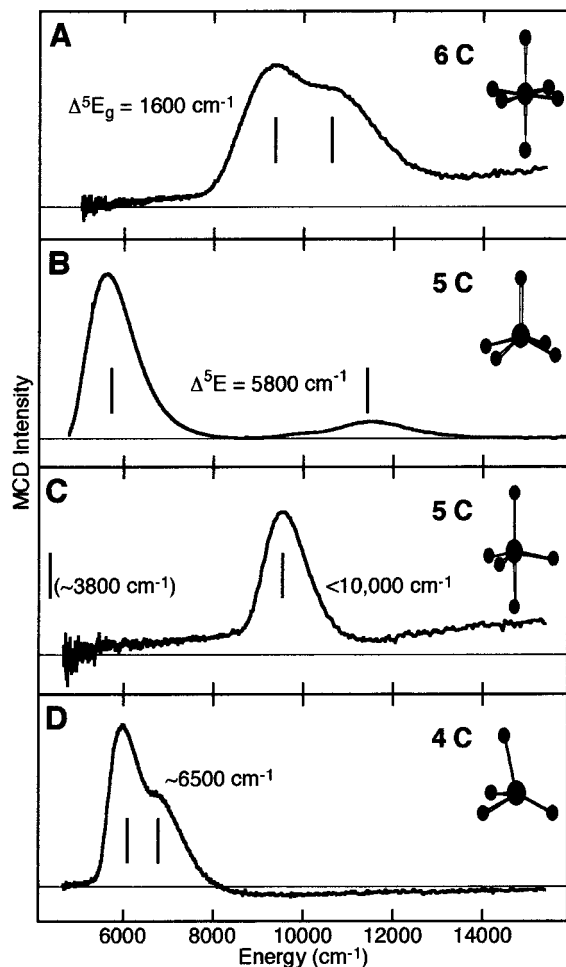 A
6 C
Δ⁵E_g = 1600 cm⁻¹
B
5 C
Δ⁵E = 5800 cm⁻¹
C
5 C
(~3800 cm⁻¹)
<10,000 cm⁻¹
D
4 C
~6500 cm⁻¹
MCD Intensity
6000 8000 10000 12000 14000
Energy (cm⁻¹)